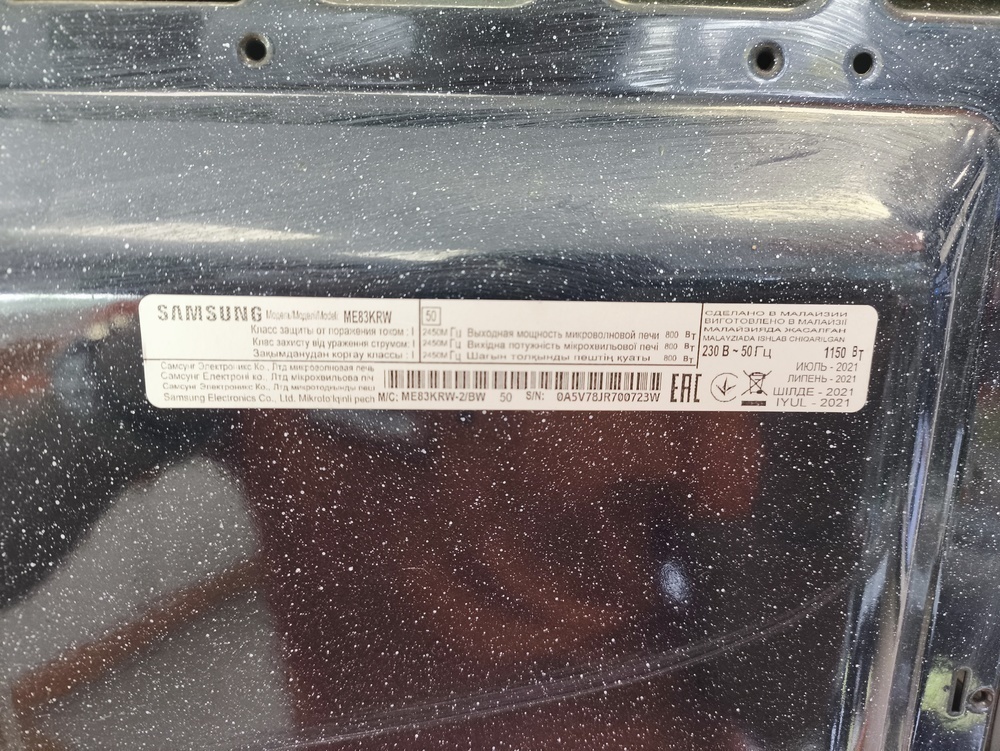 SAMSUNG Модель/Модель/Model: ME83KRW
Класс защиты от поражения током: I
Клас захисту від ураження струмом: I
Зақымданудан қорғау классы: I
50
2450М Гц Выходная мощность микроволновой печи 800 Вт
2450М Гц Вихідна потужність мікрохвильової печі 800 Вт
2450М Гц Шағын толқынды пештің қуаты 800 Вт
СДЕЛАНО В МАЛАЙЗИИ
ВИГОТОВЛЕНО В МАЛАЙЗІЇ
МАЛАЙЗИЯДА ЖАСАЛҒАН
MALAYZIADA ISHLAB CHIQARILGAN
230 В ~ 50 Гц 1150 Вт
Самсунг Электроникс Ко., Лтд микроволновая печь
Самсунг Електроні ко., Лтд мікрохвильова піч
Самсунг Электроникс Ко., Лтд микротолқынды пеш
Samsung Electronics Co., Ltd. Mikroto'lqinli pech
M/C: ME83KRW-2/BW 50 S/N: 0A5V78JR700723W
EAC
ИЮЛЬ - 2021
ЛИПЕНЬ - 2021
ШІЛДЕ - 2021
IYUL - 2021